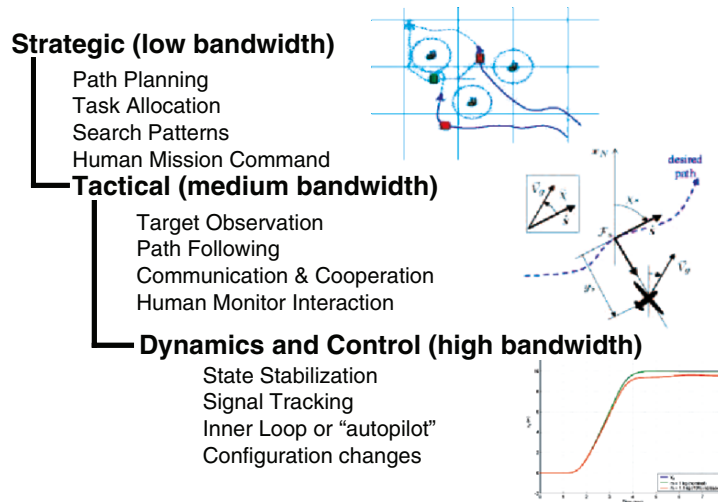 Strategic (low bandwidth)
Path Planning
Task Allocation
Search Patterns
Human Mission Command
Tactical (medium bandwidth)
Target Observation
Path Following
Communication & Cooperation
Human Monitor Interaction
desired
path
Dynamics and Control (high bandwidth)
State Stabilization
Signal Tracking
Inner Loop or “autopilot”
Configuration changes